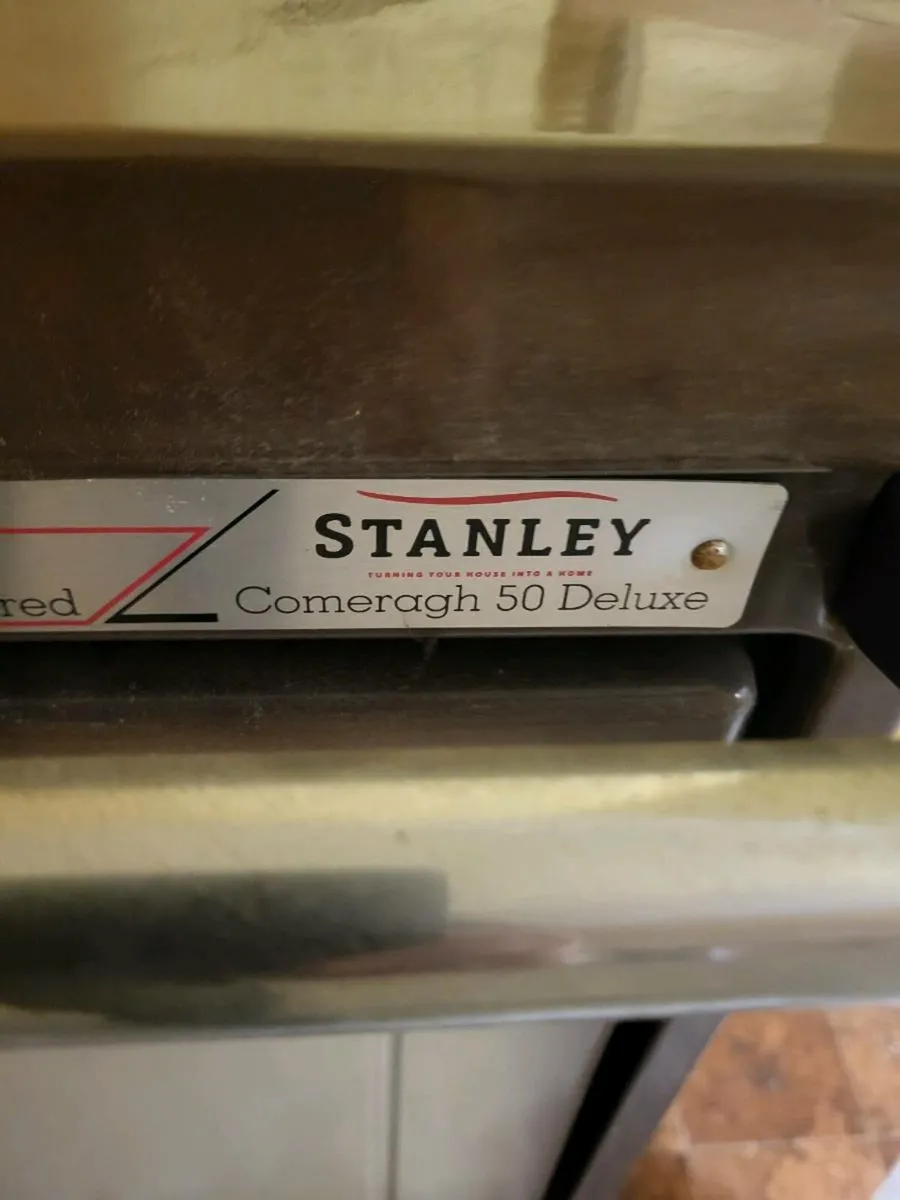 STANLEY
TURNING YOUR HOUSE INTO A HOME
red
Comeragh 50 Deluxe